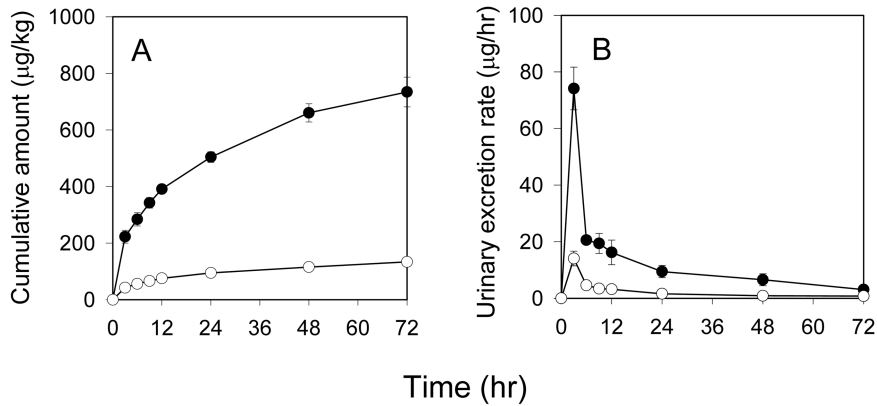 Cumulative amount (μg/kg)
1000
800
600
400
200
0
A
0 12 24 36 48 60 72
Urinary excretion rate (μg/hr)
100
80
60
40
20
0
B
0 12 24 36 48 60 72
Time (hr)